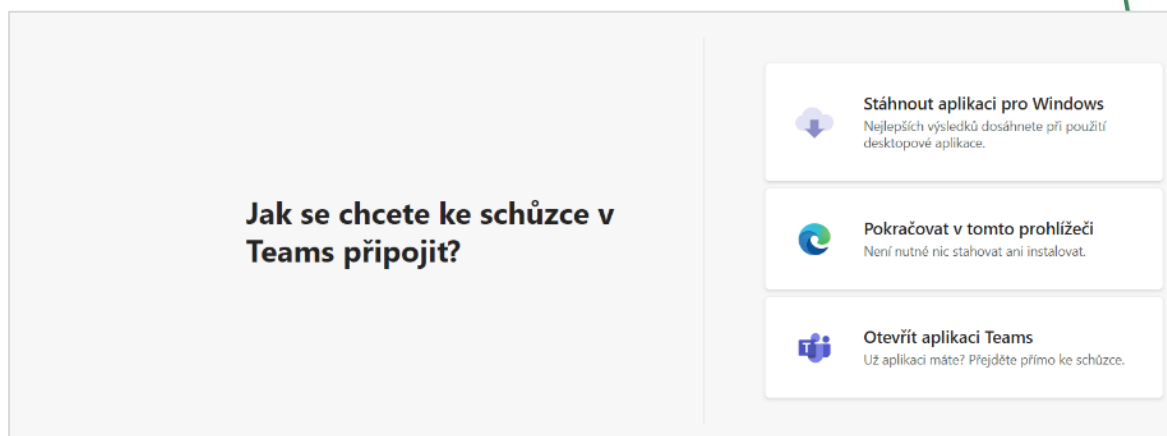 Jak se chcete ke schůzce v
Teams připojit?
Stáhnout aplikaci pro Windows
Nejlepších výsledků dosáhnete při použití
desktopové aplikace.
Pokračovat v tomto prohlížeči
Není nutné nic stahovat ani instalovat.
Otevřít aplikaci Teams
Už aplikaci máte? Přejděte přímo ke schůzce.